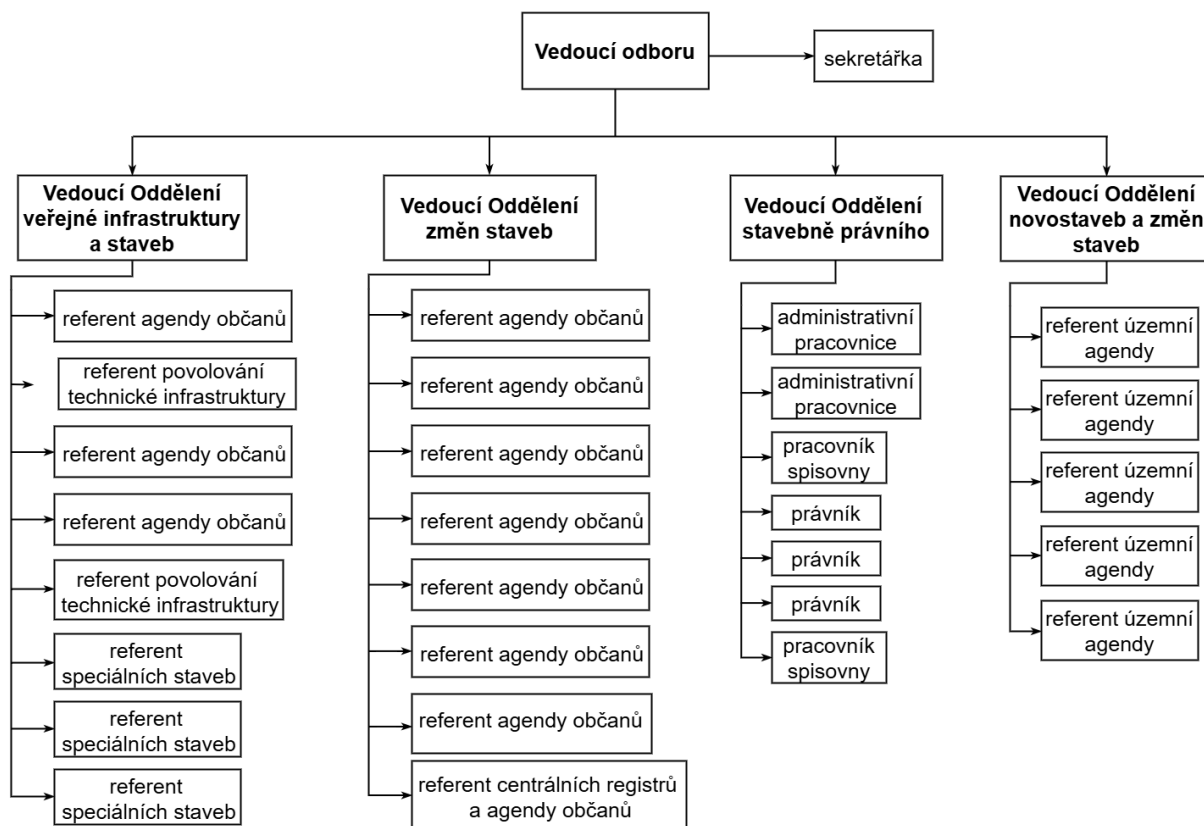 Vedoucí odboru
sekretářka
Vedoucí Oddělení
veřejné infrastruktury
a staveb
referent agendy občanů
referent povolování
technické infrastruktury
referent agendy občanů
referent agendy občanů
referent povolování
technické infrastruktury
referent
speciálních staveb
referent
speciálních staveb
referent
speciálních staveb
Vedoucí Oddělení
změn staveb
referent agendy občanů
referent agendy občanů
referent agendy občanů
referent agendy občanů
referent agendy občanů
referent agendy občanů
referent agendy občanů
referent centrálních registrů
a agendy občanů
Vedoucí Oddělení
stavebně právního
administrativní
pracovnice
administrativní
pracovnice
pracovník
spisovny
právník
právník
právník
pracovník
spisovny
Vedoucí Oddělení
novostaveb a změn
staveb
referent územní
agendy
referent územní
agendy
referent územní
agendy
referent územní
agendy
referent územní
agendy